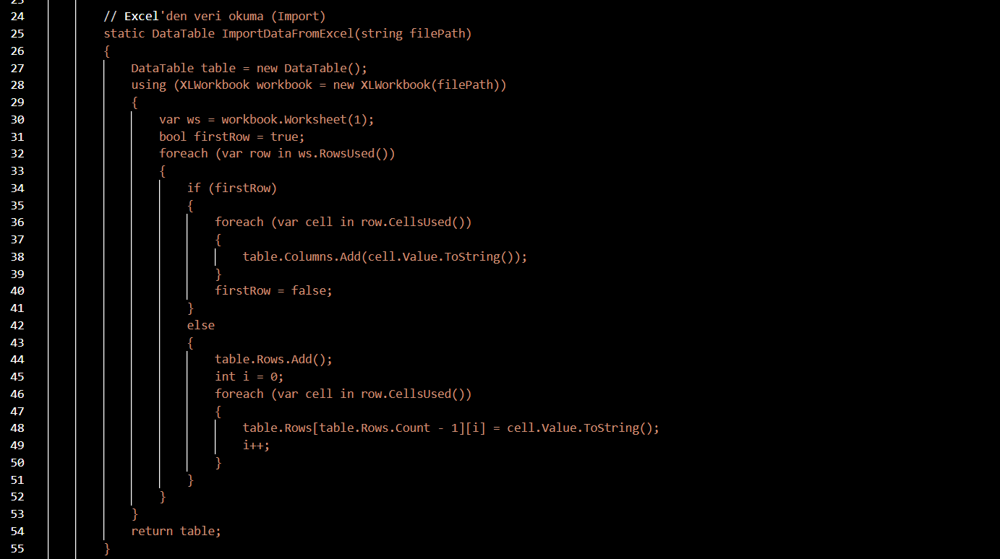 24 // Excel'den veri okuma (Import)
25 static DataTable ImportDataFromExcel(string filePath)
26 {
27 DataTable table = new DataTable();
28 using (XLWorkbook workbook = new XLWorkbook(filePath))
29 {
30 var ws = workbook.Worksheet(1);
31 bool firstRow = true;
32 foreach (var row in ws.RowsUsed())
33 {
34 if (firstRow)
35 {
36 foreach (var cell in row.CellsUsed())
37 {
38 table.Columns.Add(cell.Value.ToString());
39 }
40 firstRow = false;
41 }
42 else
43 {
44 table.Rows.Add();
45 int i = 0;
46 foreach (var cell in row.CellsUsed())
47 {
48 table.Rows[table.Rows.Count - 1][i] = cell.Value.ToString();
49 i++;
50 }
51 }
52 }
53 }
54 return table;
55 }